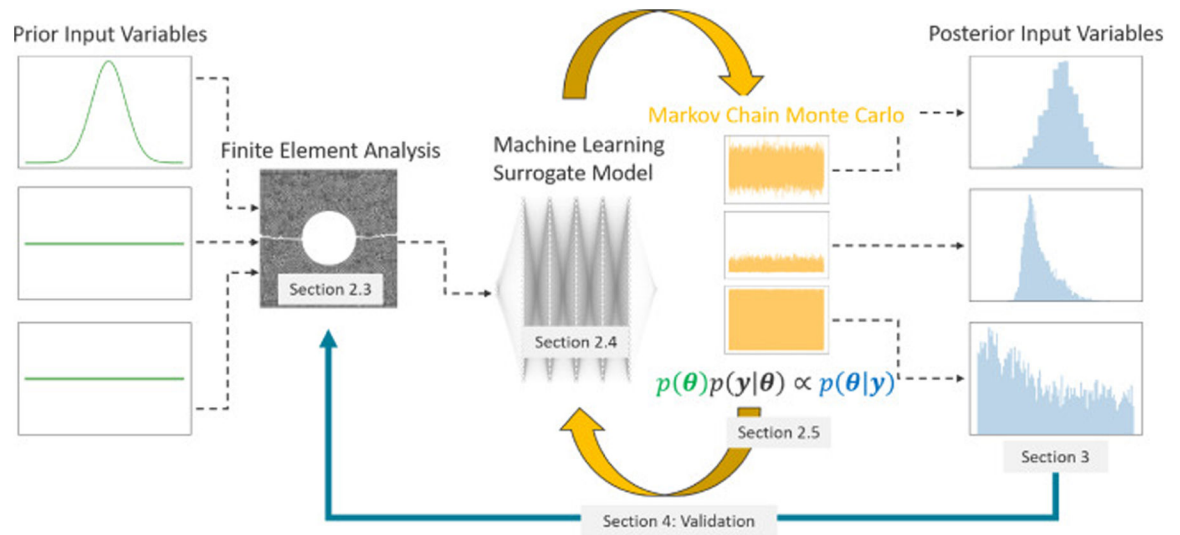 Prior Input Variables
Posterior Input Variables
Markov Chain Monte Carlo
Finite Element Analysis
Machine Learning
Surrogate Model
Section 2.3
Section 2.4
p(θ)p(y|θ) ∝ p(θ|y)
Section 2.5
Section 3
Section 4: Validation